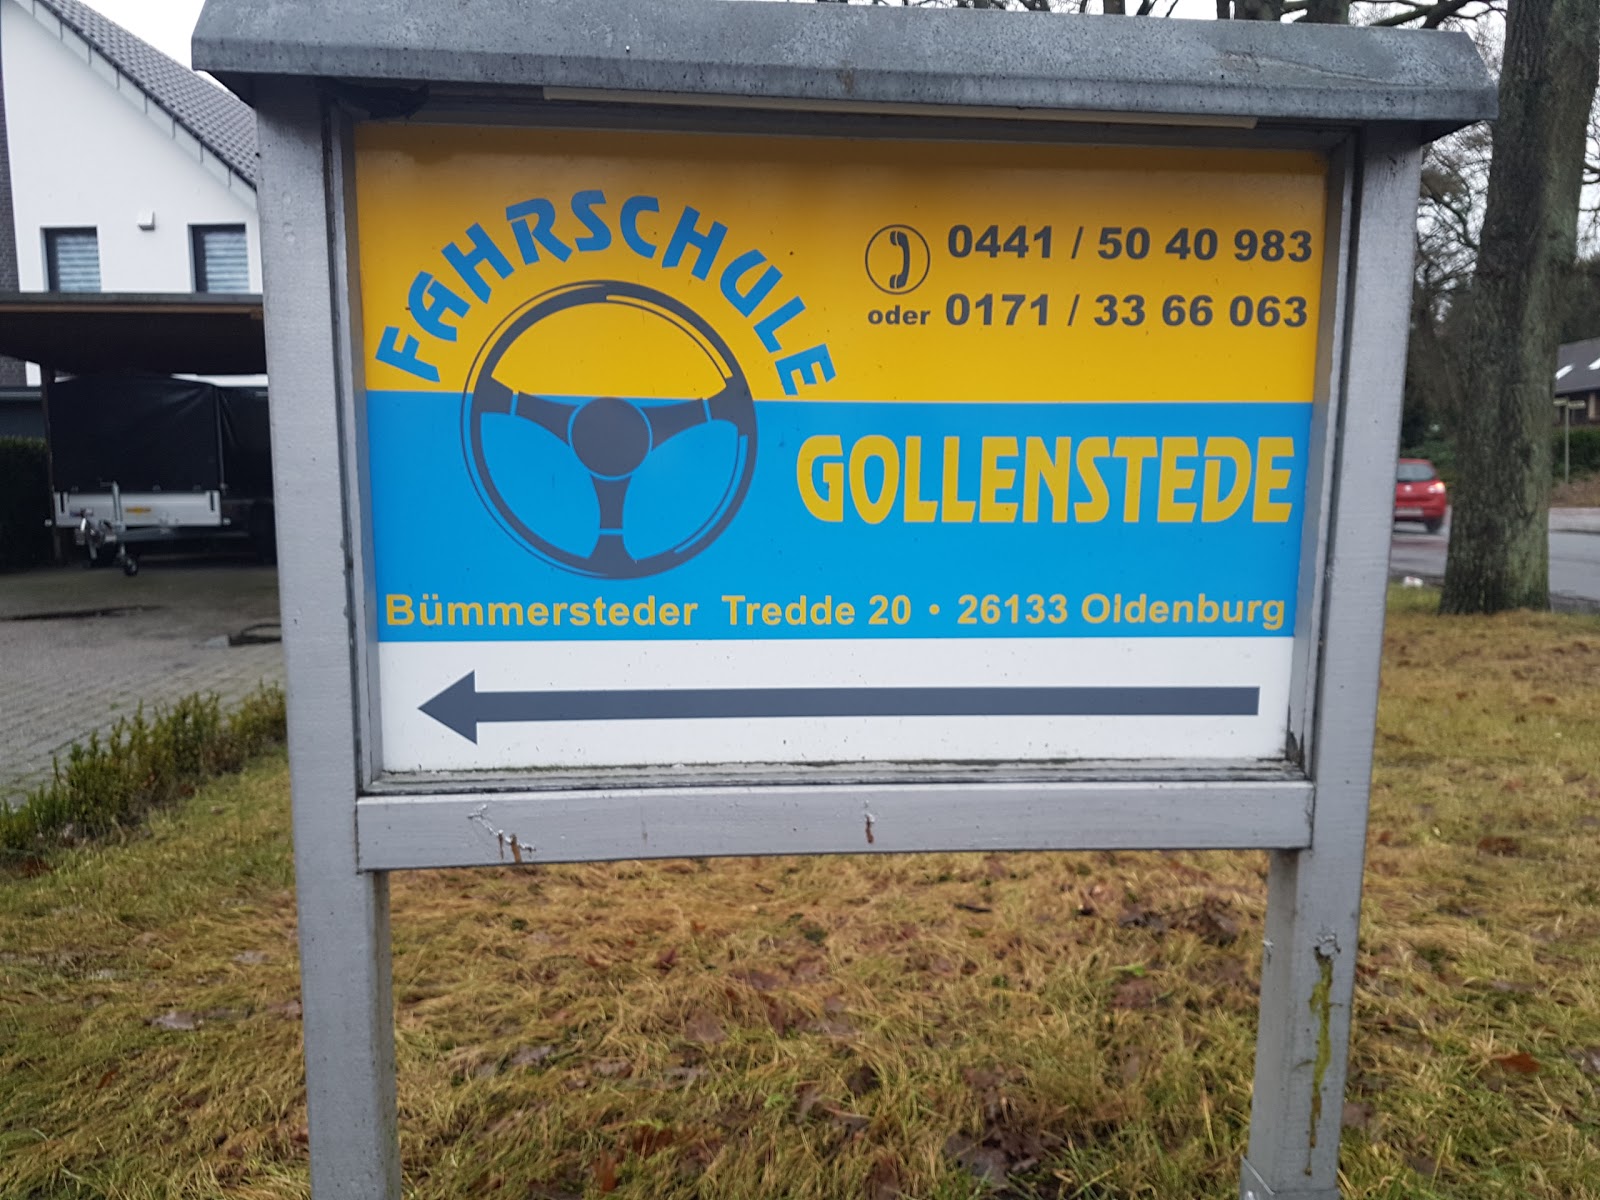 FAHRSCHULE
0441 / 50 40 983
oder 0171 / 33 66 063
GOLLENSTEDE
Bümmersteder Tredde 20 • 26133 Oldenburg